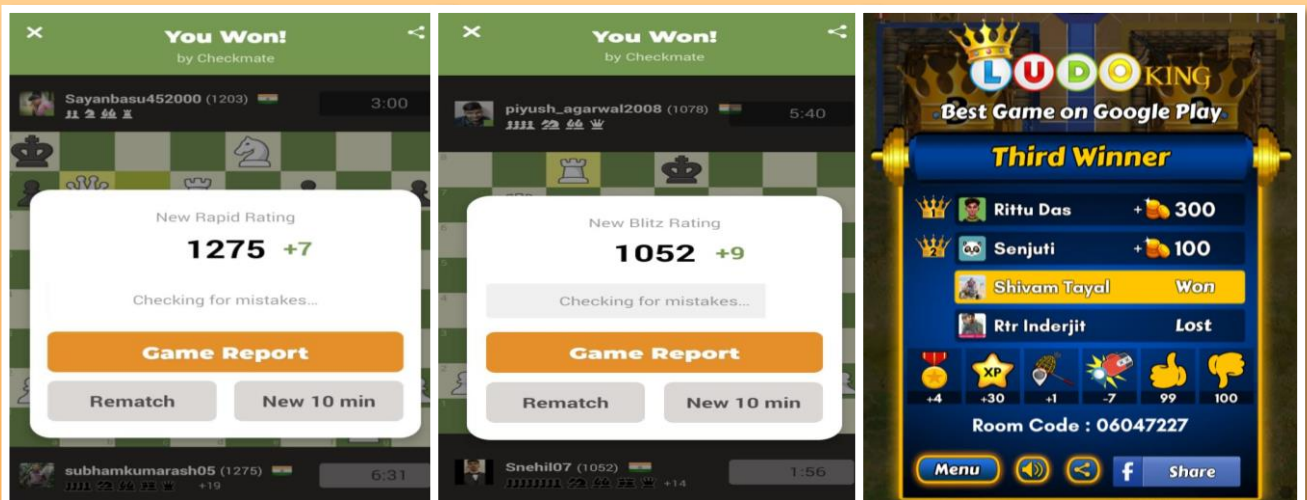 You Won!
by Checkmate
Sayanbasu452000 (1203)
3:00
New Rapid Rating
1275 +7
Checking for mistakes...
Game Report
Rematch
New 10 min
subhamkumarash05 (1275)
+19
6:31
You Won!
by Checkmate
piyush_agarwal2008 (1078)
5:40
8
New Blitz Rating
1052 +9
Checking for mistakes...
Game Report
Rematch
New 10 min
Snehil07 (1052)
+14
1:56
LUDO KING
Best Game on Google Play
Third Winner
1 Rittu Das +300
2 Senjuti +100
Shivam Tayal Won
Rtr Inderjit Lost
XP
+4 +30 +1 -7 99 100
Room Code : 06047227
Menu
f Share